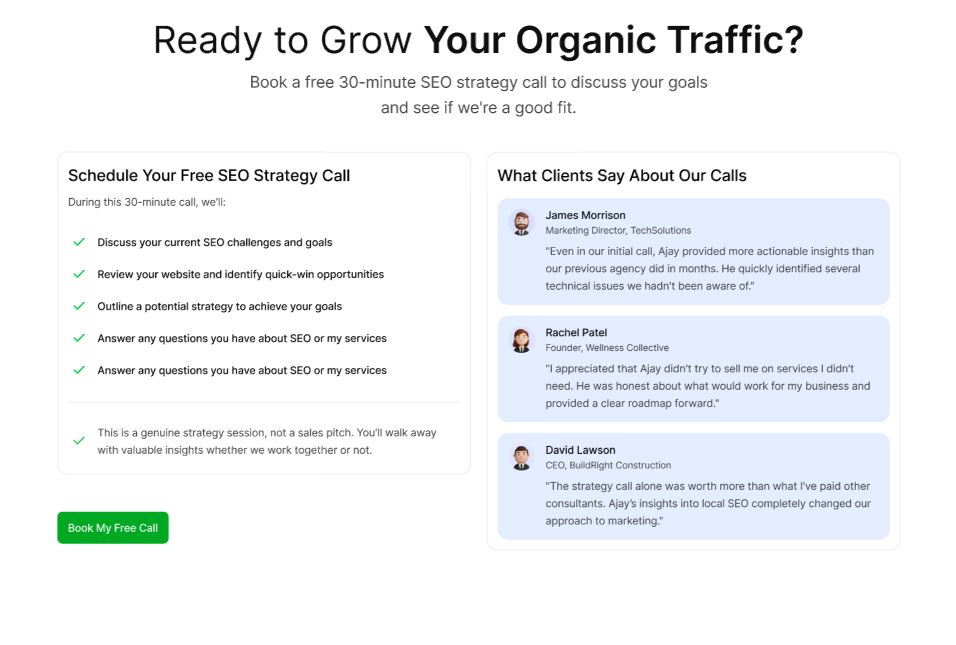 Ready to Grow Your Organic Traffic?
Book a free 30-minute SEO strategy call to discuss your goals
and see if we're a good fit.
Schedule Your Free SEO Strategy Call
During this 30-minute call, we'll:
Discuss your current SEO challenges and goals
Review your website and identify quick-win opportunities
Outline a potential strategy to achieve your goals
Answer any questions you have about SEO or my services
Answer any questions you have about SEO or my services
This is a genuine strategy session, not a sales pitch. You'll walk away
with valuable insights whether we work together or not.
Book My Free Call
What Clients Say About Our Calls
James Morrison
Marketing Director, TechSolutions
"Even in our initial call, Ajay provided more actionable insights than
our previous agency did in months. He quickly identified several
technical issues we hadn't been aware of."
Rachel Patel
Founder, Wellness Collective
"I appreciated that Ajay didn't try to sell me on services I didn't
need. He was honest about what would work for my business and
provided a clear roadmap forward."
David Lawson
CEO, BuildRight Construction
"The strategy call alone was worth more than what I've paid other
consultants. Ajay's insights into local SEO completely changed our
approach to marketing."